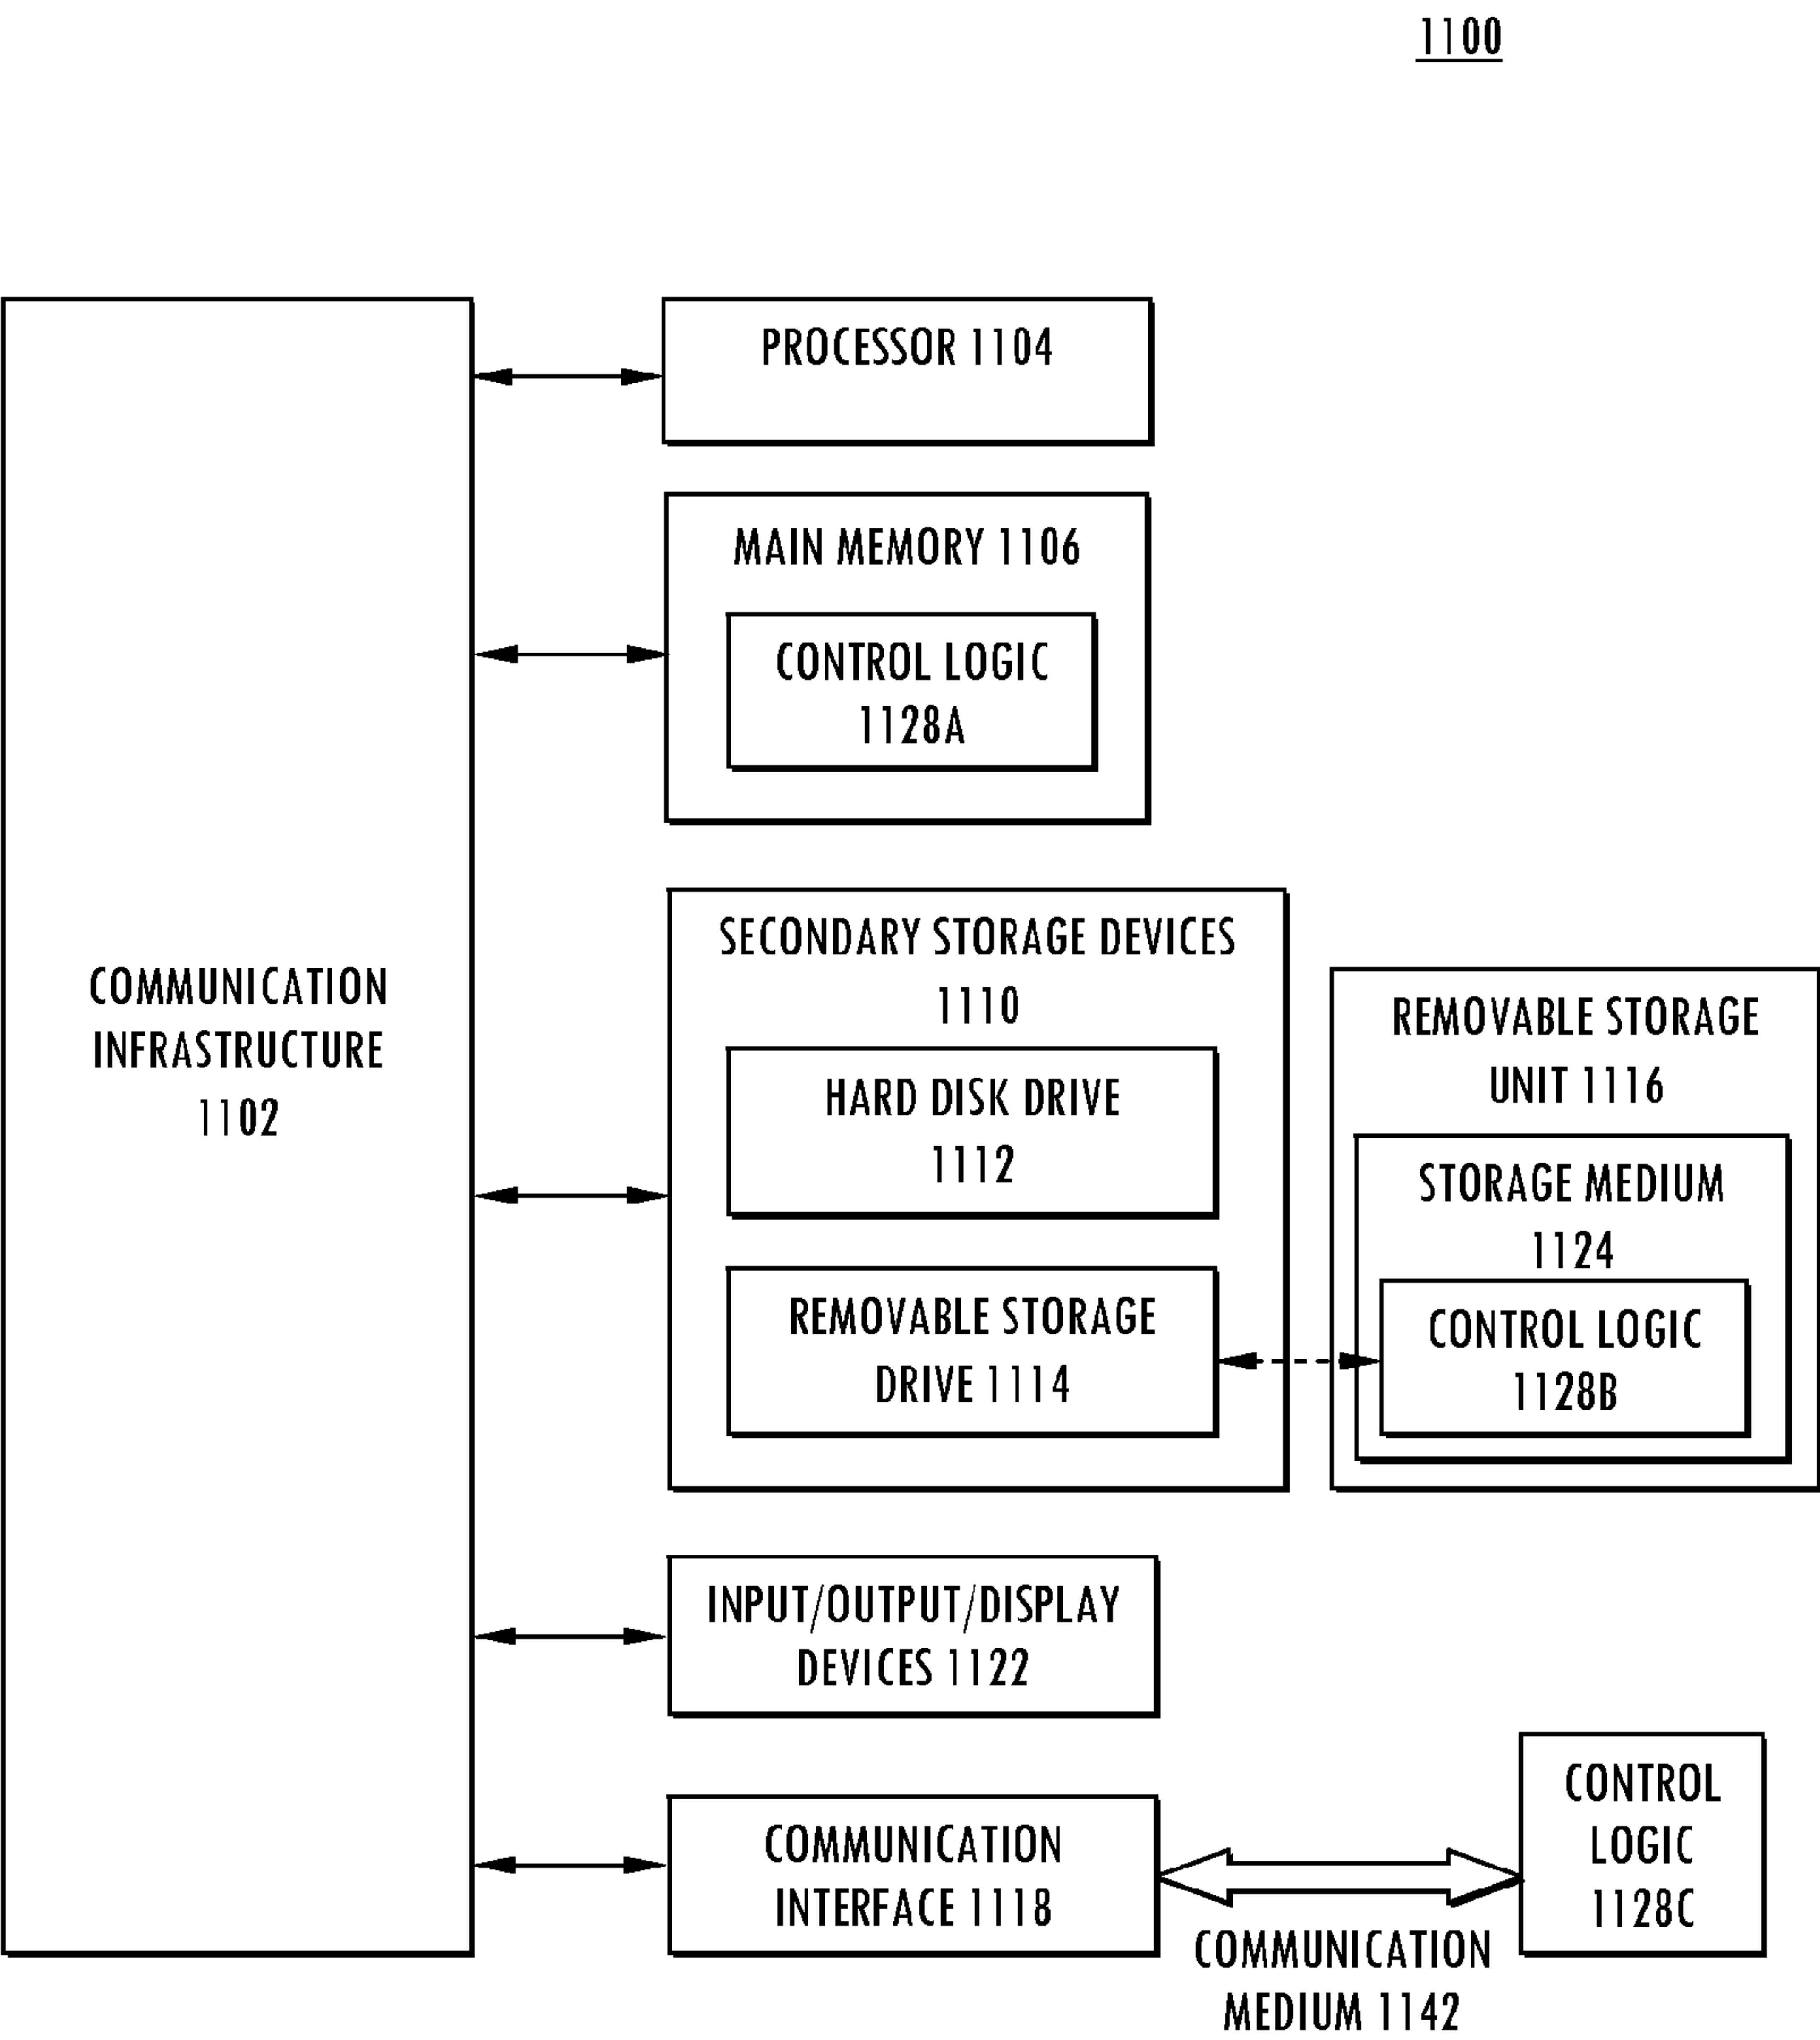 1100
PROCESSOR 1104
MAIN MEMORY 1106
CONTROL LOGIC
1128A
COMMUNICATION
INFRASTRUCTURE
1102
SECONDARY STORAGE DEVICES
1110
HARD DISK DRIVE
1112
REMOVABLE STORAGE
DRIVE 1114
REMOVABLE STORAGE
UNIT 1116
STORAGE MEDIUM
1124
CONTROL LOGIC
1128B
INPUT/OUTPUT/DISPLAY
DEVICES 1122
COMMUNICATION
INTERFACE 1118
COMMUNICATION
MEDIUM 1142
CONTROL
LOGIC
1128C